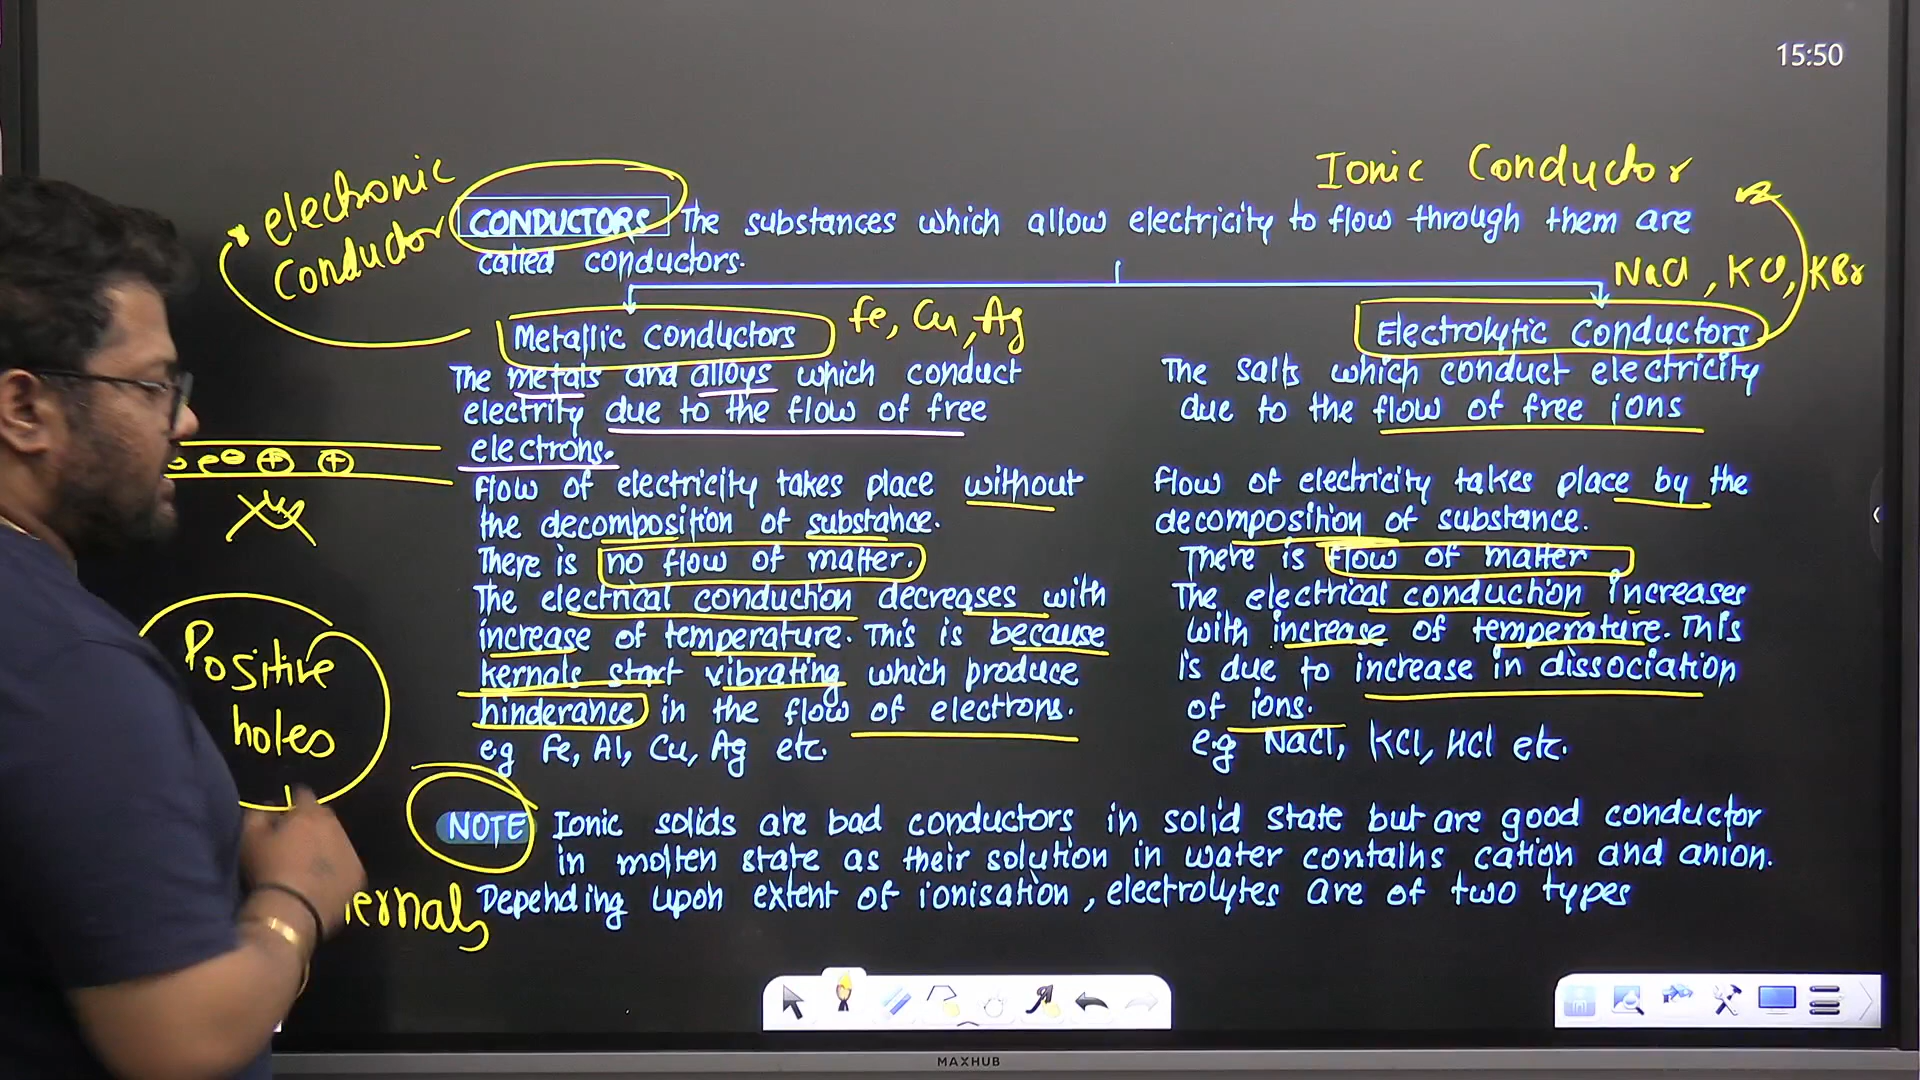 15:50
Ionic Conductor
electronic
Conductor
CONDUCTORS The substances which allow electricity to flow through them are
called conductors.
NaCl, KCl, KBr
Metallic Conductors
Fe, Cu, Ag
Electrolytic Conductors
The metals and alloys which conduct
electrity due to the flow of free
electrons.
Flow of electricity takes place without
the decomposition of substance.
There is no flow of matter.
The electrical conduction decreases with
increase of temperature. This is because
kernals start vibrating which produce
hinderance in the flow of electrons.
e.g Fe, Al, Cu, Ag etc.
The salts which conduct electricity
due to the flow of free ions
Flow of electricity takes place by the
decomposition of substance.
There is flow of matter
The electrical conduction increases
with increase of temperature. This
is due to increase in dissociation
of ions.
e.g NaCl, KCl, HCl etc.
Positive
holes
NOTE Ionic solids are bad conductors in solid state but are good conductor
in molten state as their solution in water contains cation and anion.
Depending upon extent of ionisation, electrolytes are of two types
MAXHUB